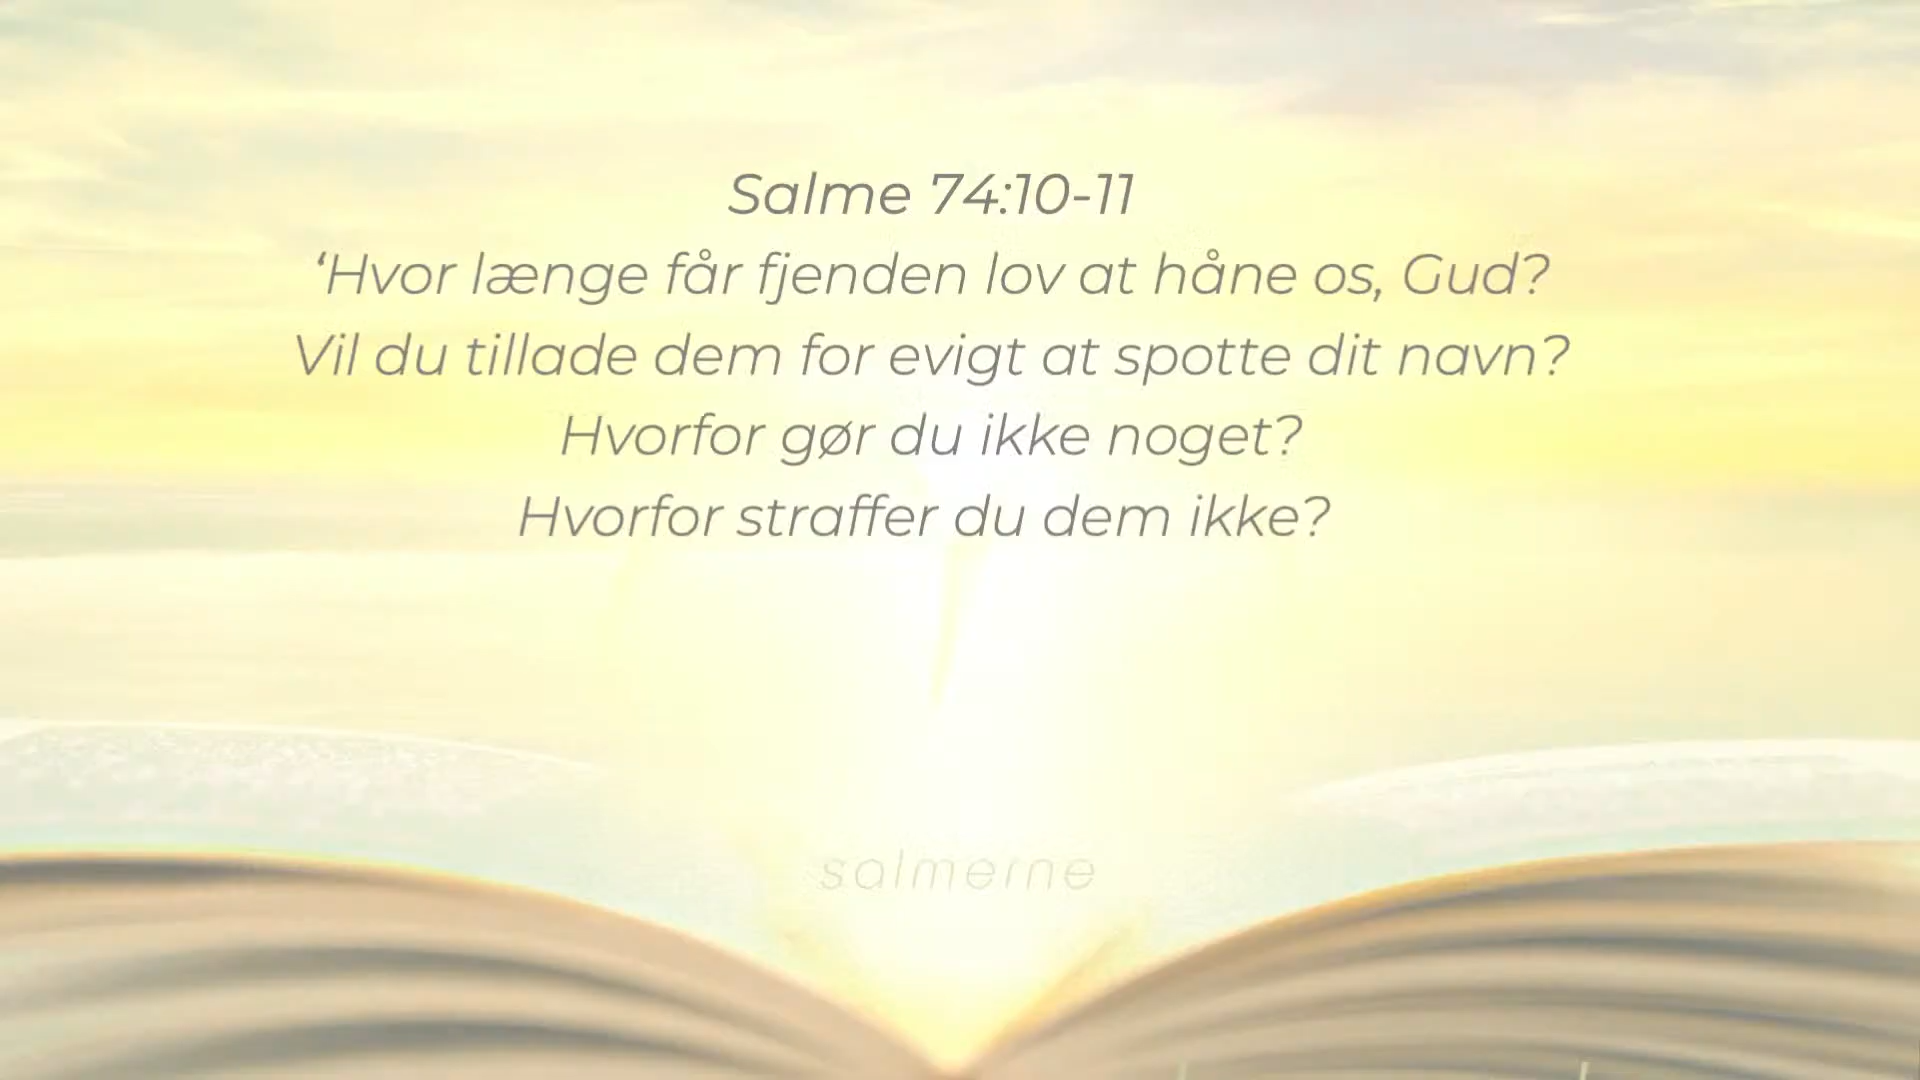 Salme 74:10-11
‘Hvor længe får fjenden lov at håne os, Gud?
Vil du tillade dem for evigt at spotte dit navn?
Hvorfor gør du ikke noget?
Hvorfor straffer du dem ikke?
salmerne